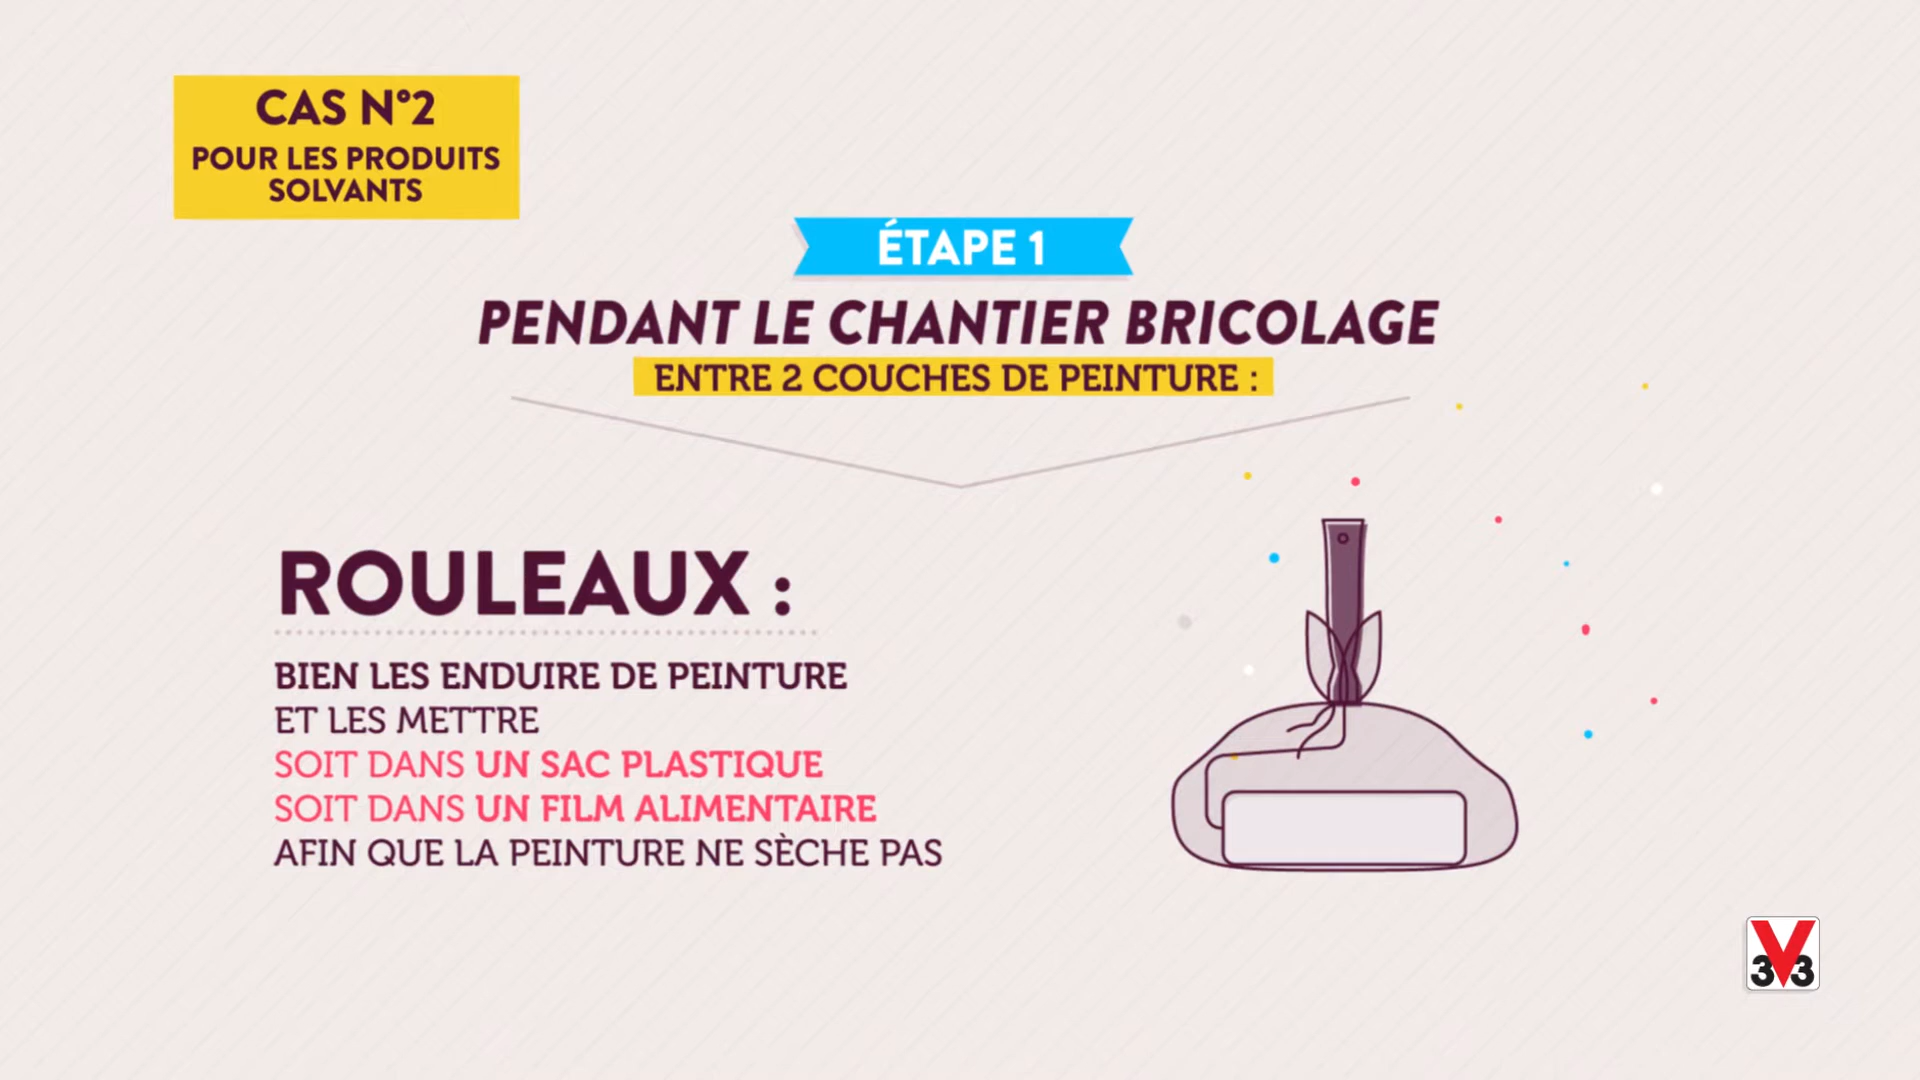 CAS N°2
POUR LES PRODUITS
SOLVANTS
ÉTAPE 1
PENDANT LE CHANTIER BRICOLAGE
ENTRE 2 COUCHES DE PEINTURE :
ROULEAUX :
BIEN LES ENDUIRE DE PEINTURE
ET LES METTRE
SOIT DANS UN SAC PLASTIQUE
SOIT DANS UN FILM ALIMENTAIRE
AFIN QUE LA PEINTURE NE SÈCHE PAS
3V3